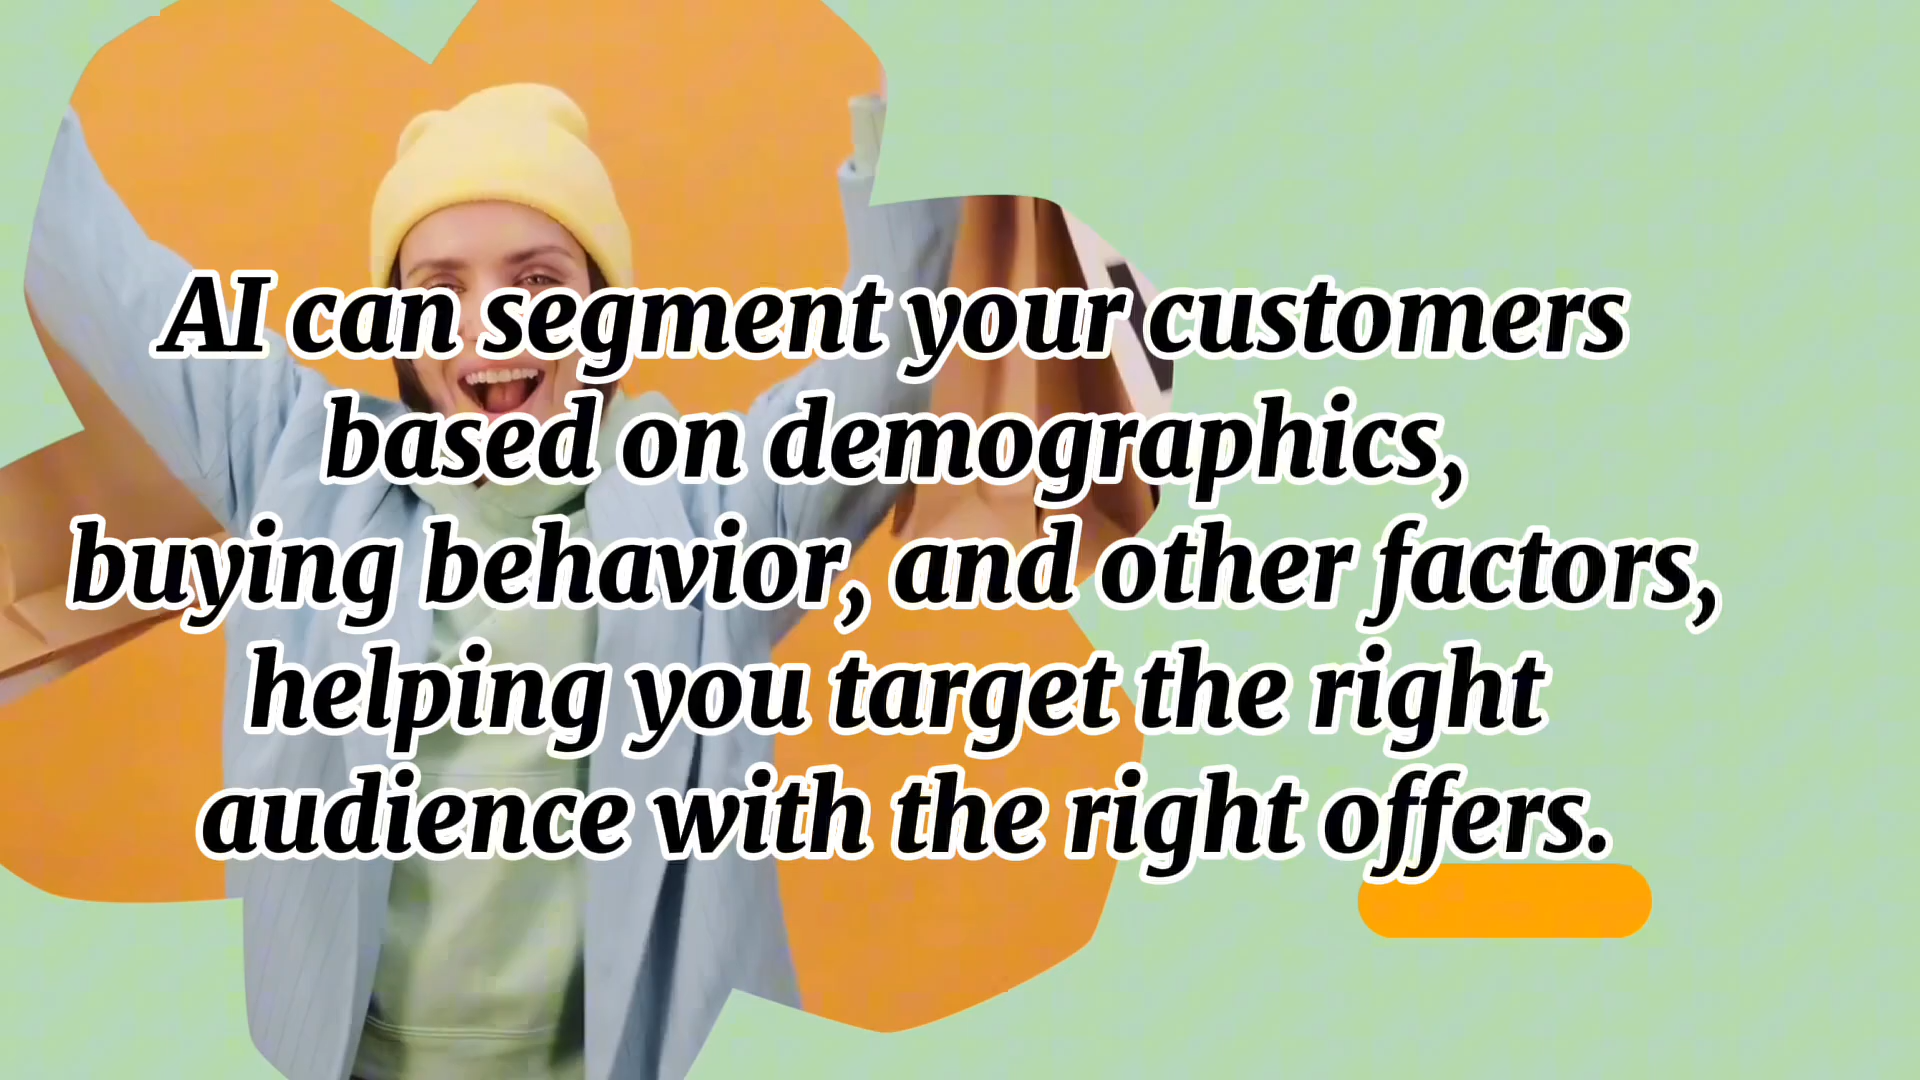 AI can segment your customers
based on demographics,
buying behavior, and other factors,
helping you target the right
audience with the right offers.